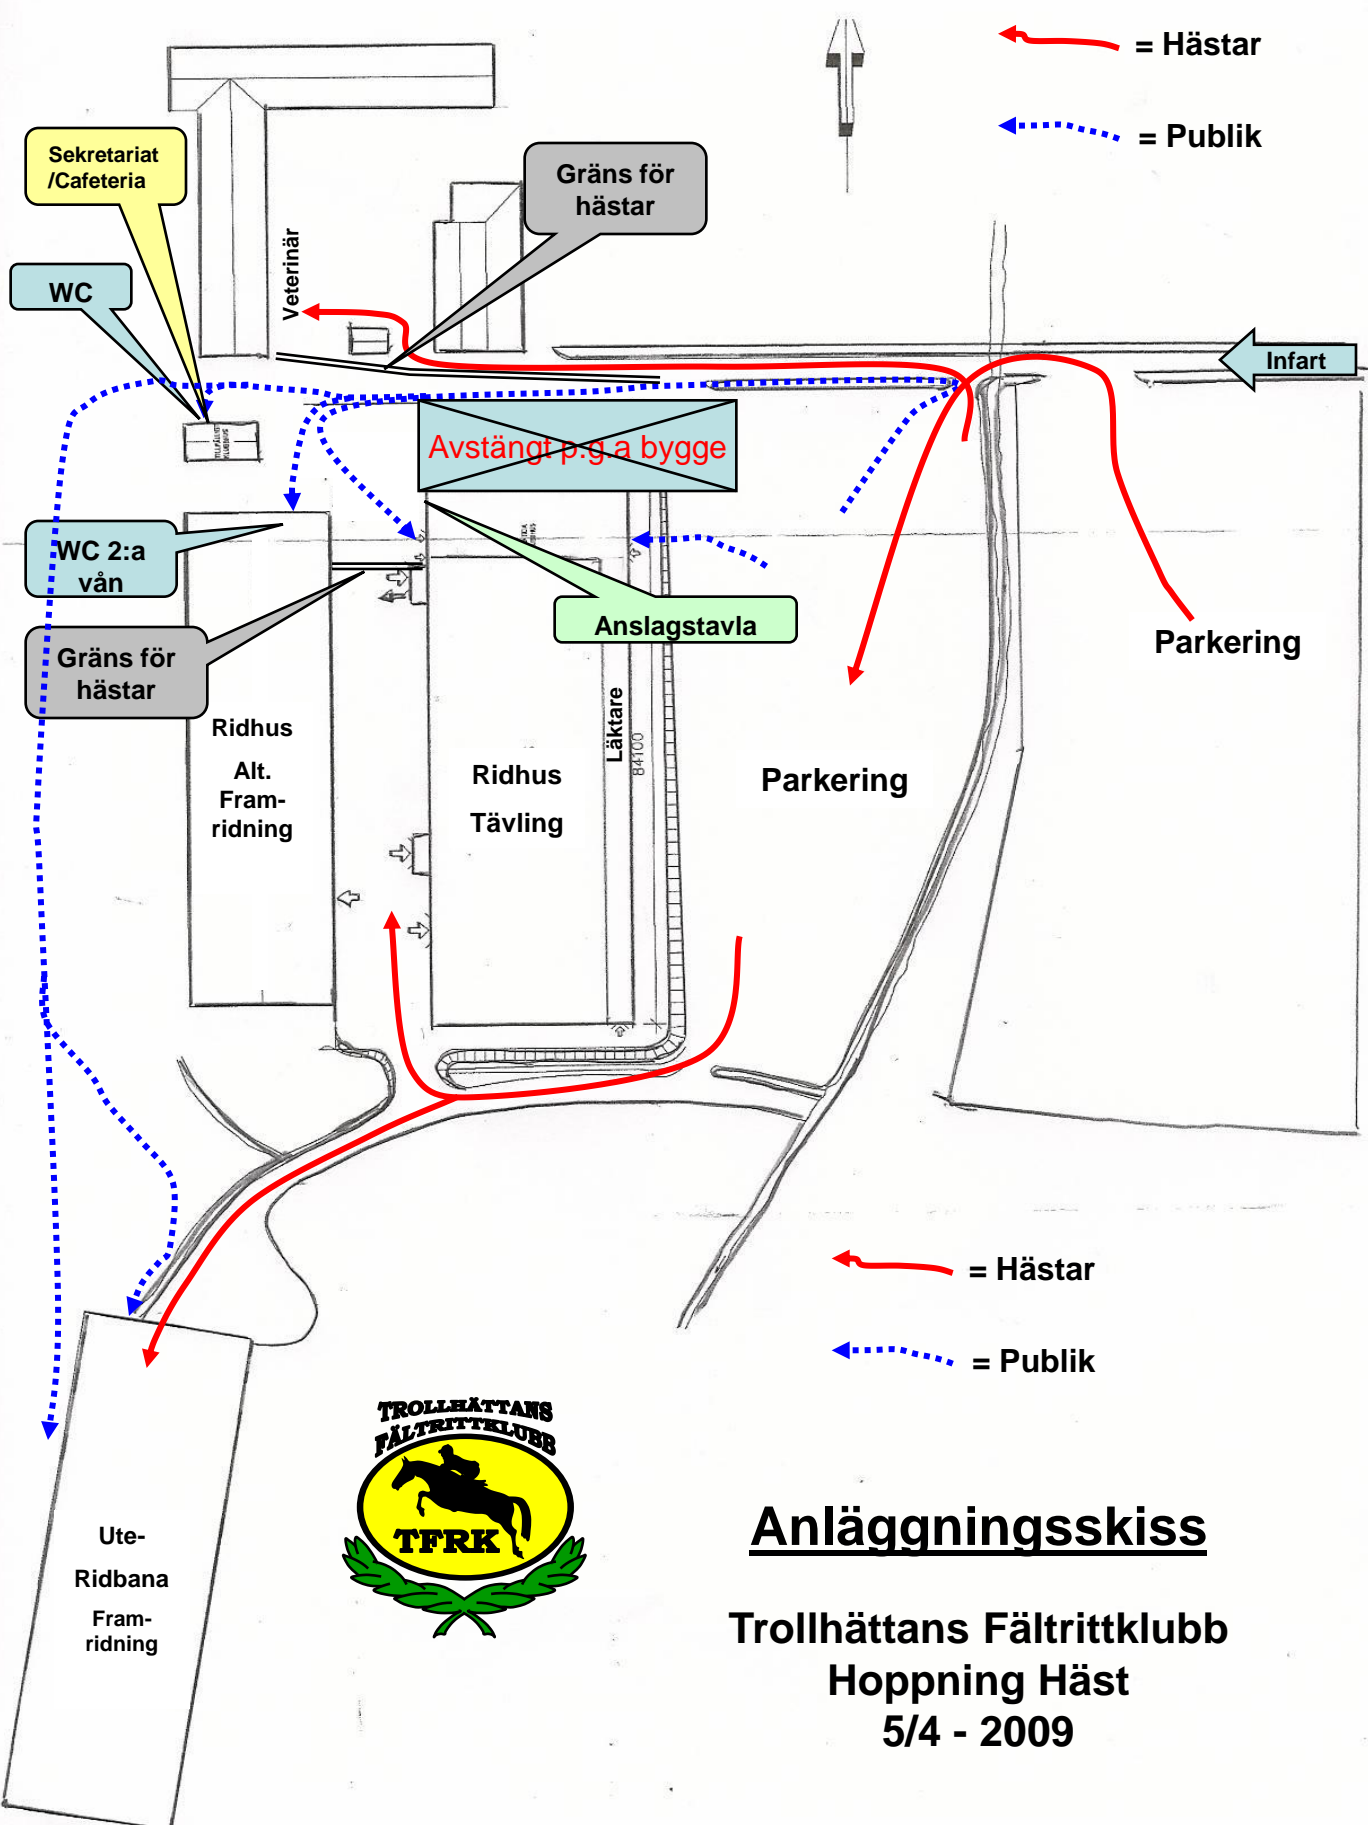 = Hästar
= Publik
Sekretariat
/Cafeteria
Gräns för
hästar
WC
Veterinär
Infart
Avstängt p.g.a bygge
WC 2:a
vån
Anslagstavla
Gräns för
hästar
Parkering
Ridhus
Alt.
Fram-
ridning
Ridhus
Tävling
Läktare
84100
Parkering
= Hästar
= Publik
TROLLHÄTTANS
FÄLTRITTKLUBB
TFRK
Ute-
Ridbana
Fram-
ridning
Anläggningsskiss
Trollhättans Fältrittklubb
Hoppning Häst
5/4 - 2009